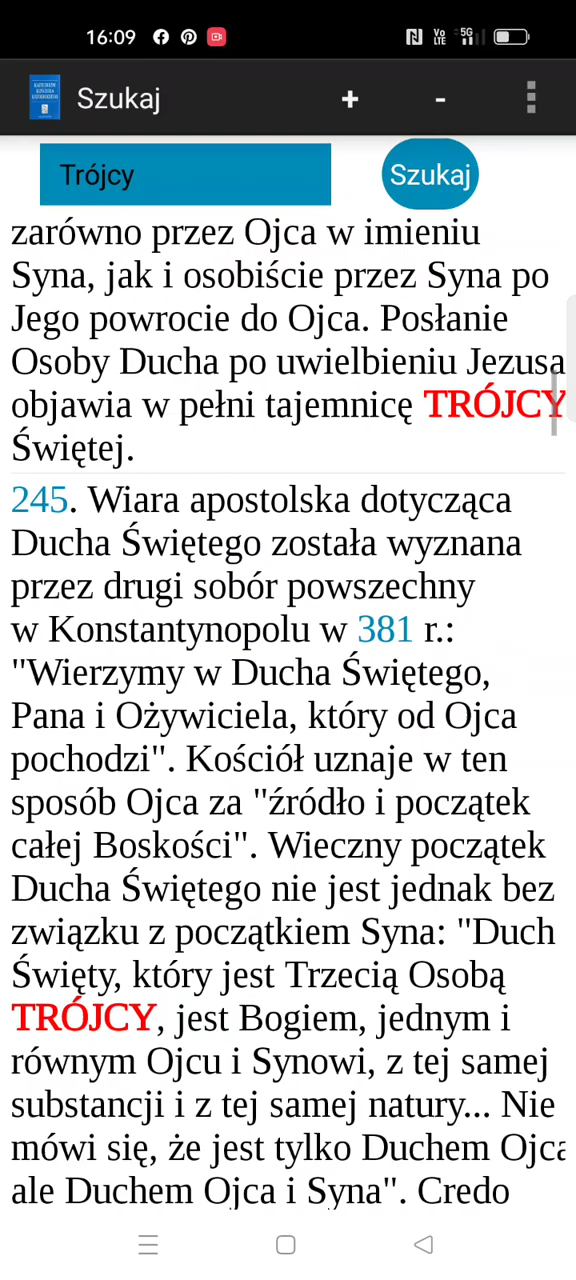 16:09
Vo
LTE
5G
Szukaj
+
-
Trójcy
Szukaj
zarówno przez Ojca w imieniu
Syna, jak i osobiście przez Syna po
Jego powrocie do Ojca. Posłanie
Osoby Ducha po uwielbieniu Jezusa
objawia w pełni tajemnicę TRÓJCY
Świętej.
245. Wiara apostolska dotycząca
Ducha Świętego została wyznana
przez drugi sobór powszechny
w Konstantynopolu w 381 r.:
"Wierzymy w Ducha Świętego,
Pana i Ożywiciela, który od Ojca
pochodzi". Kościół uznaje w ten
sposób Ojca za "źródło i początek
całej Boskości". Wieczny początek
Ducha Świętego nie jest jednak bez
związku z początkiem Syna: "Duch
Święty, który jest Trzecią Osobą
TRÓJCY, jest Bogiem, jednym i
równym Ojcu i Synowi, z tej samej
substancji i z tej samej natury... Nie
mówi się, że jest tylko Duchem Ojca
ale Duchem Ojca i Syna". Credo